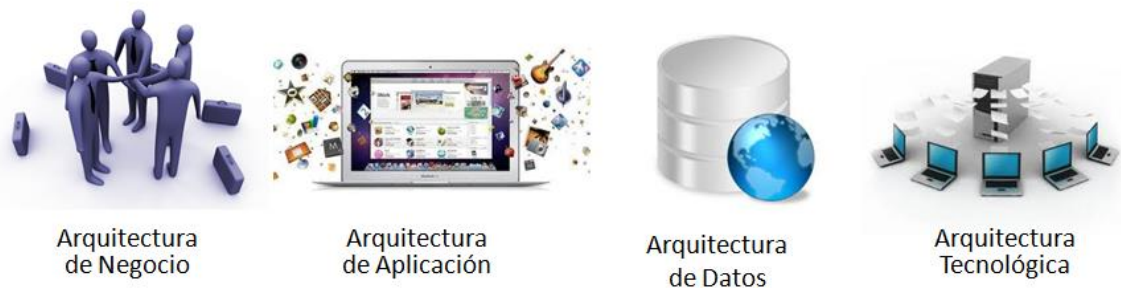 Arquitectura
de Negocio
Arquitectura
de Aplicación
Arquitectura
de Datos
Arquitectura
Tecnológica